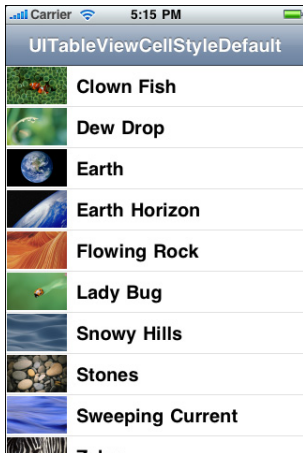 Carrier 5:15 PM
UITableViewCellStyleDefault
Clown Fish
Dew Drop
Earth
Earth Horizon
Flowing Rock
Lady Bug
Snowy Hills
Stones
Sweeping Current